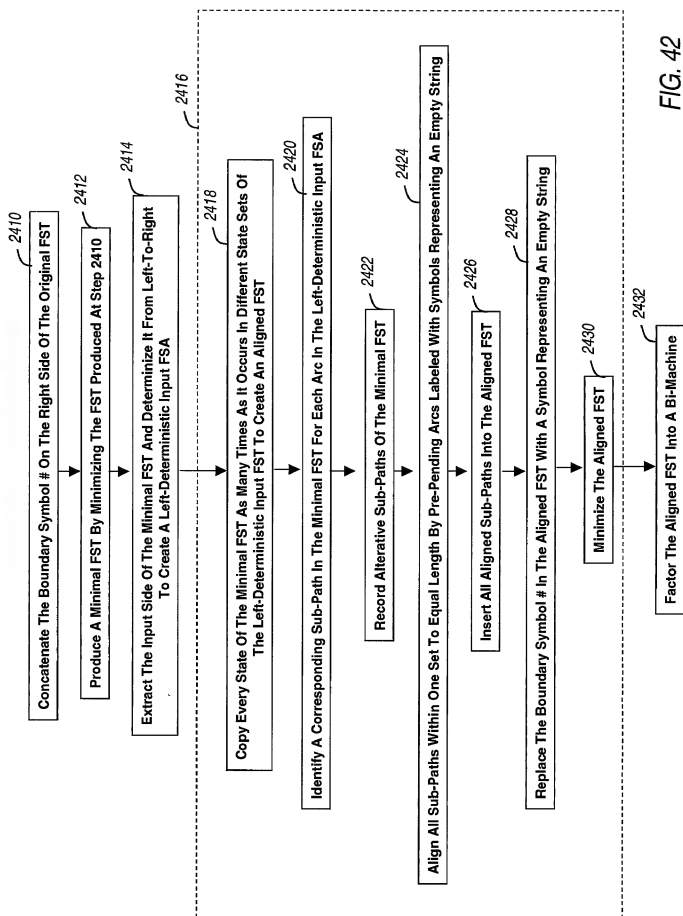 2410
Concatenate The Boundary Symbol # On The Right Side Of The Original FST
2412
Produce A Minimal FST By Minimizing The FST Produced At Step 2410
2414
Extract The Input Side Of The Minimal FST And Determinize It From Left-To-Right
To Create A Left-Deterministic Input FSA
2416
2418
Copy Every State Of The Minimal FST As Many Times As It Occurs In Different State Sets Of
The Left-Deterministic Input FST To Create An Aligned FST
2420
Identify A Corresponding Sub-Path In The Minimal FST For Each Arc In The Left-Deterministic Input FSA
2422
Record Alterative Sub-Paths Of The Minimal FST
2424
Align All Sub-Paths Within One Set To Equal Length By Pre-Pending Arcs Labeled With Symbols Representing An Empty String
2426
Insert All Aligned Sub-Paths Into The Aligned FST
2428
Replace The Boundary Symbol # In The Aligned FST With A Symbol Representing An Empty String
2430
Minimize The Aligned FST
2432
Factor The Aligned FST Into A Bi-Machine
FIG. 42